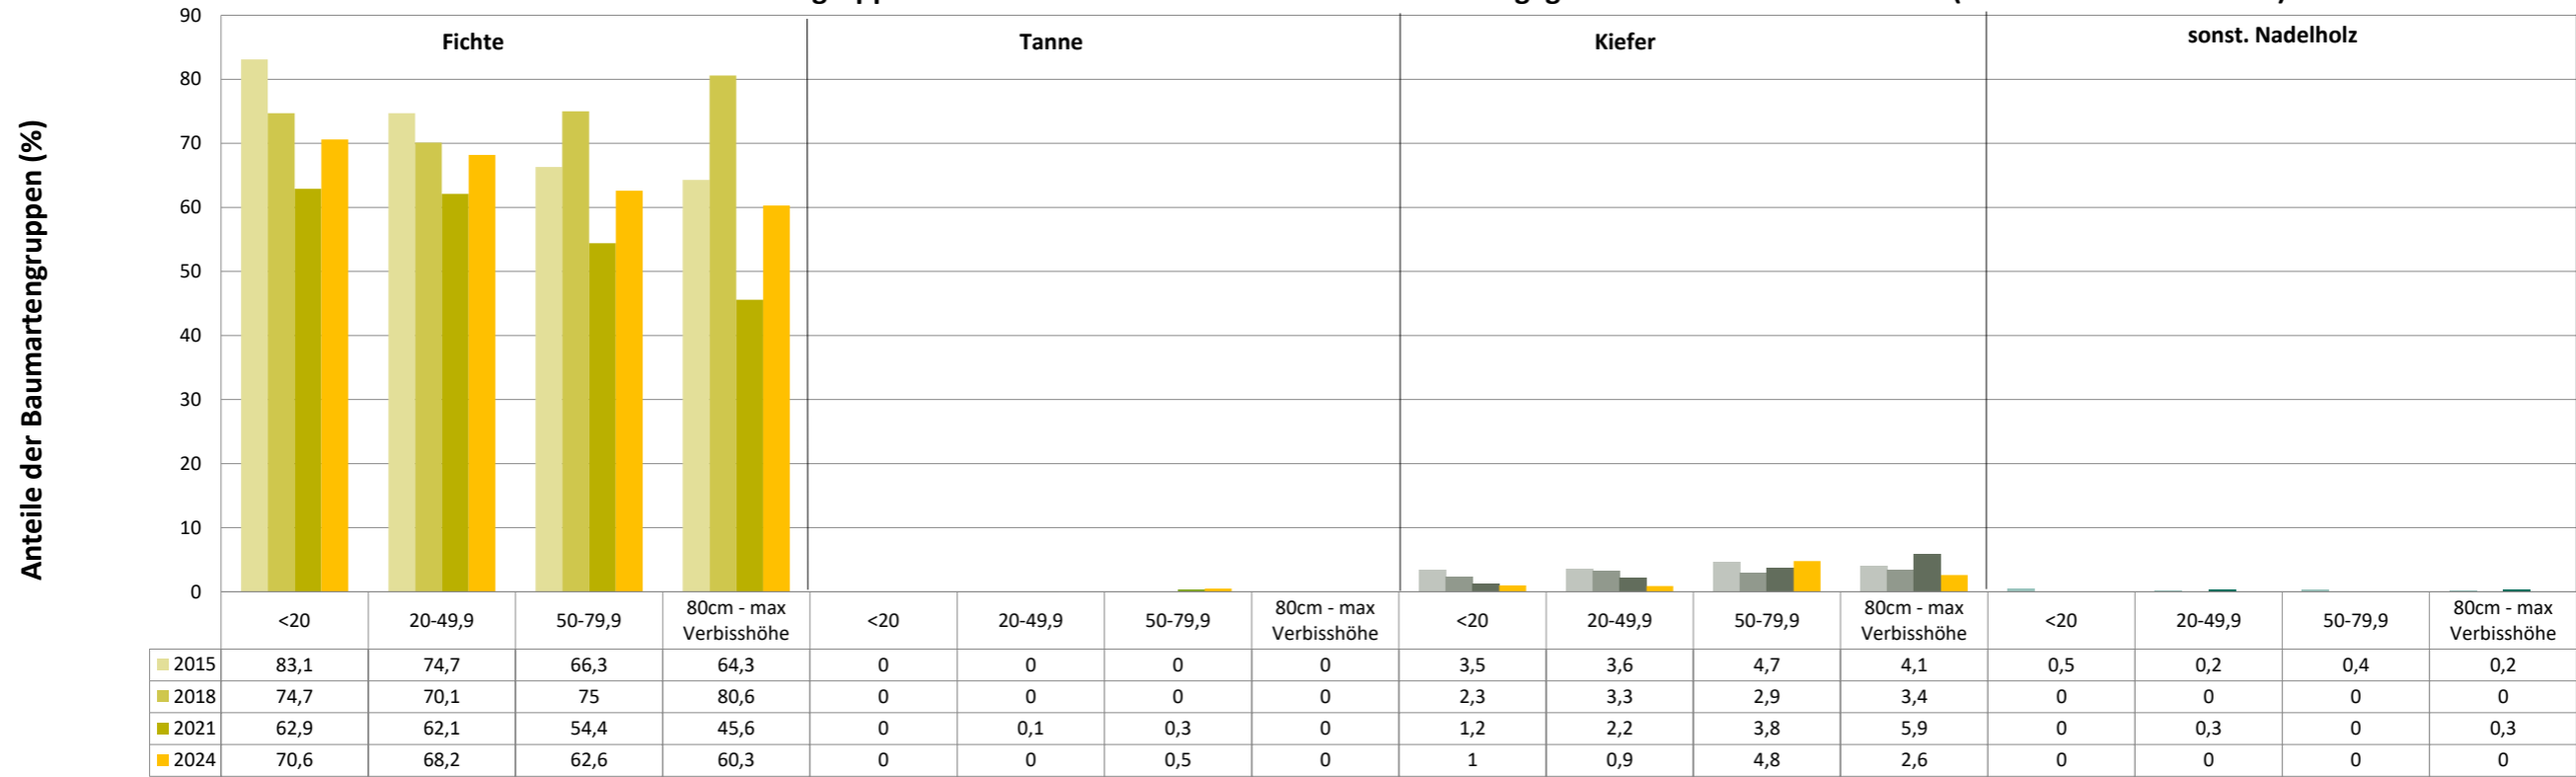 90
Fichte
Tanne
Kiefer
sonst. Nadelholz
80
70
60
50
40
30
20
10
0
Anteile der Baumartengruppen (%)
<20 20-49,9 50-79,9 80cm - max Verbisshöhe <20 20-49,9 50-79,9 80cm - max Verbisshöhe <20 20-49,9 50-79,9 80cm - max Verbisshöhe <20 20-49,9 50-79,9 80cm - max Verbisshöhe
2015 83,1 74,7 66,3 64,3 0 0 0 0 3,5 3,6 4,7 4,1 0,5 0,2 0,4 0,2
2018 74,7 70,1 75 80,6 0 0 0 0 2,3 3,3 2,9 3,4 0 0 0 0
2021 62,9 62,1 54,4 45,6 0 0,1 0,3 0 1,2 2,2 3,8 5,9 0 0,3 0 0,3
2024 70,6 68,2 62,6 60,3 0 0 0,5 0 1 0,9 4,8 2,6 0 0 0 0